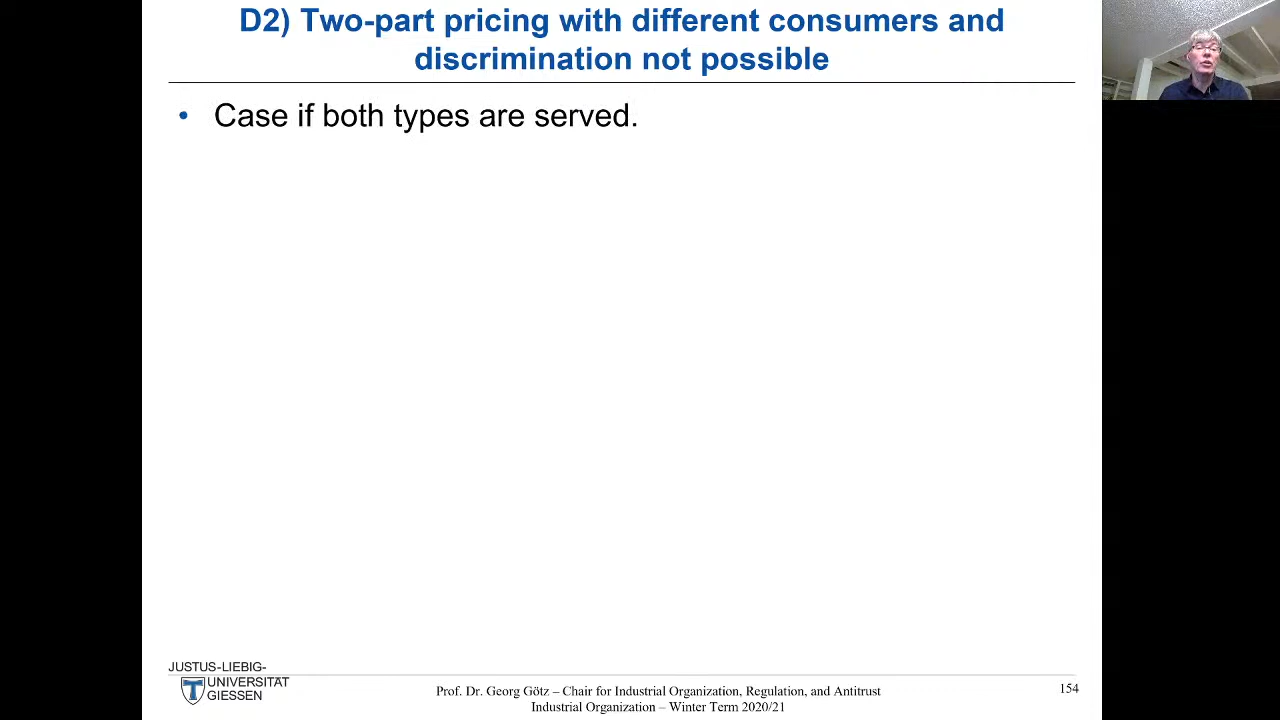 D2) Two-part pricing with different consumers and
discrimination not possible
• Case if both types are served.
JUSTUS-LIEBIG-
UNIVERSITÄT
GIESSEN
Prof. Dr. Georg Götz – Chair for Industrial Organization, Regulation, and Antitrust
Industrial Organization – Winter Term 2020/21
154